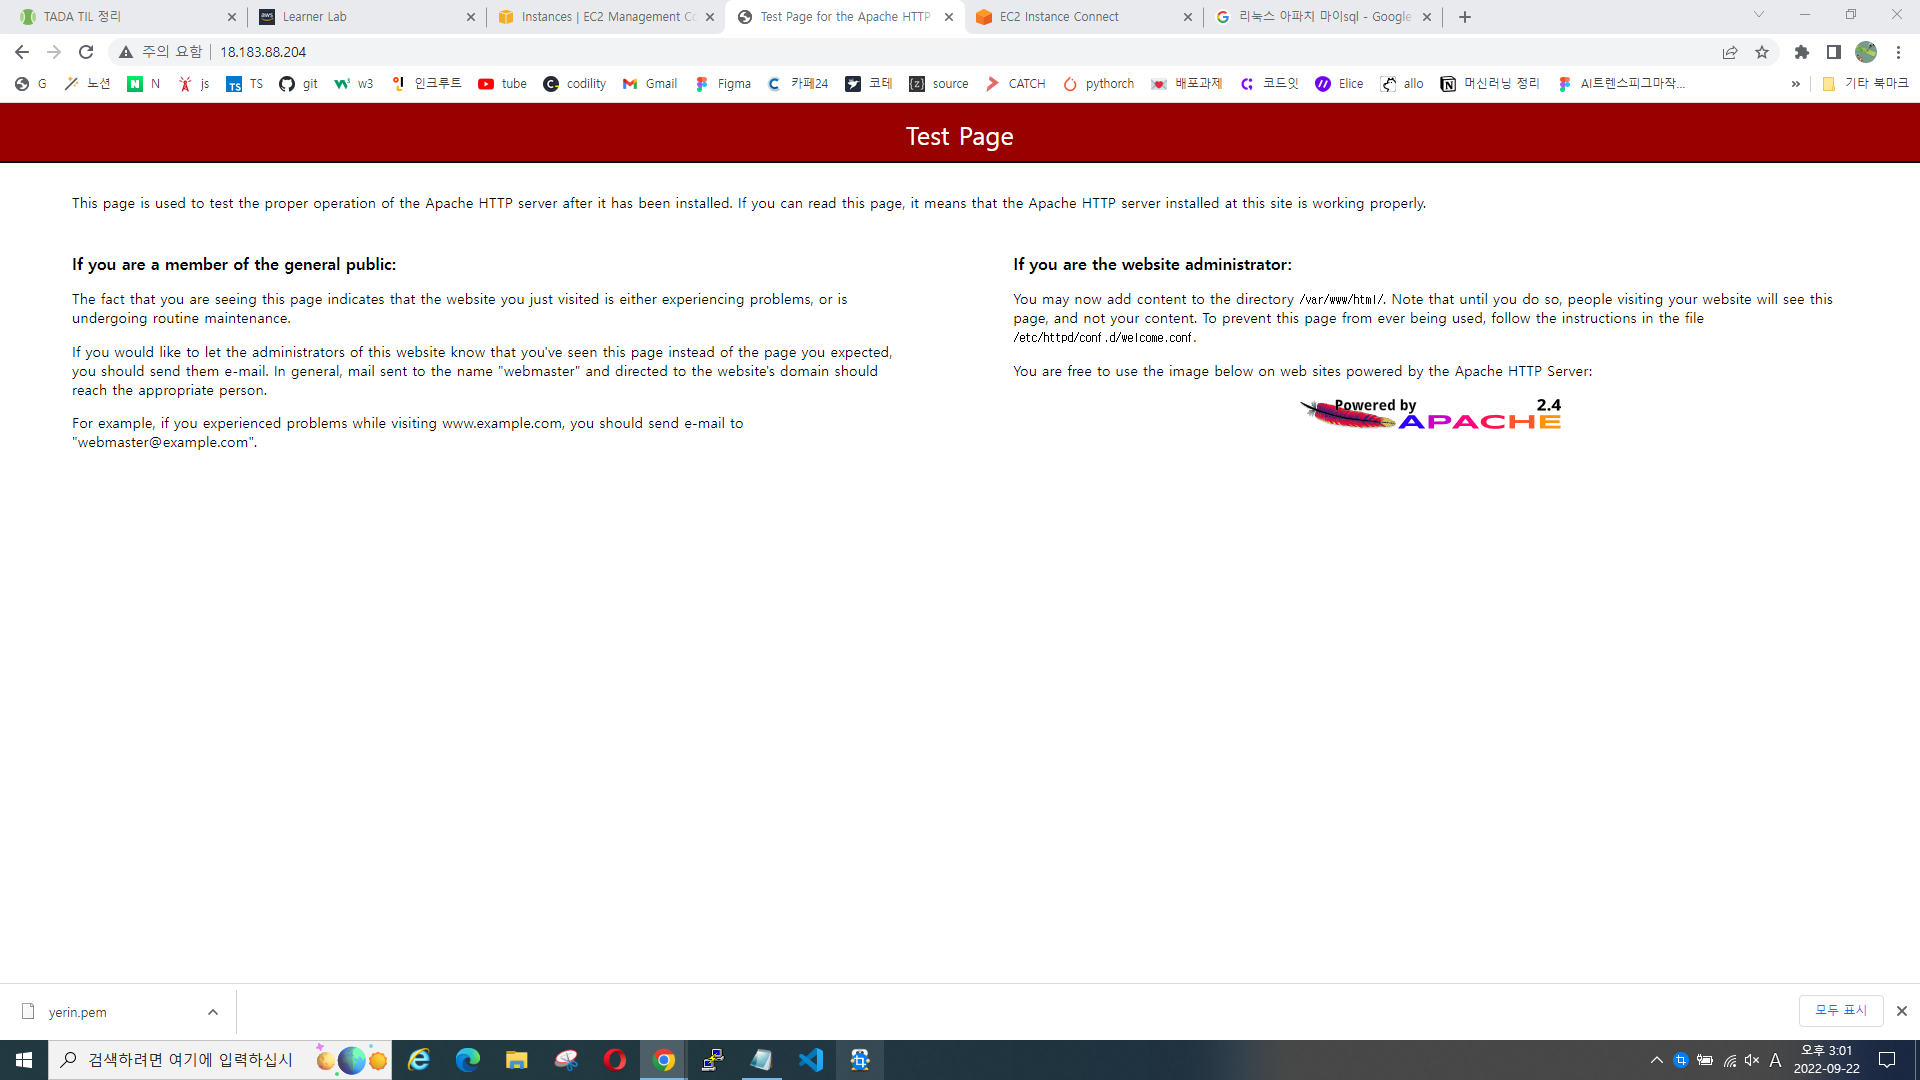 TADA TIL 정리
Learner Lab
Instances | EC2 Management Co
Test Page for the Apache HTTP
EC2 Instance Connect
리눅스 아파치 마이sql - Google
주의 요함 18.183.88.204
G 노션 N js TS git w3 인크루트 tube codility Gmail Figma 카페24 코테 source CATCH pythorch 배포과제 코드잇 Elice allo 머신러닝 정리 AI트렌스피그마작... » 기타 북마크
Test Page
This page is used to test the proper operation of the Apache HTTP server after it has been installed. If you can read this page, it means that the Apache HTTP server installed at this site is working properly.
If you are a member of the general public:
The fact that you are seeing this page indicates that the website you just visited is either experiencing problems, or is
undergoing routine maintenance.
If you would like to let the administrators of this website know that you've seen this page instead of the page you expected,
you should send them e-mail. In general, mail sent to the name "webmaster" and directed to the website's domain should
reach the appropriate person.
For example, if you experienced problems while visiting www.example.com, you should send e-mail to
"webmaster@example.com".
If you are the website administrator:
You may now add content to the directory /var/www/html/. Note that until you do so, people visiting your website will see this
page, and not your content. To prevent this page from ever being used, follow the instructions in the file
/etc/httpd/conf.d/welcome.conf.
You are free to use the image below on web sites powered by the Apache HTTP Server:
Powered by 2.4
APACHE
yerin.pem
모두 표시
검색하려면 여기에 입력하십시
A
오후 3:01
2022-09-22